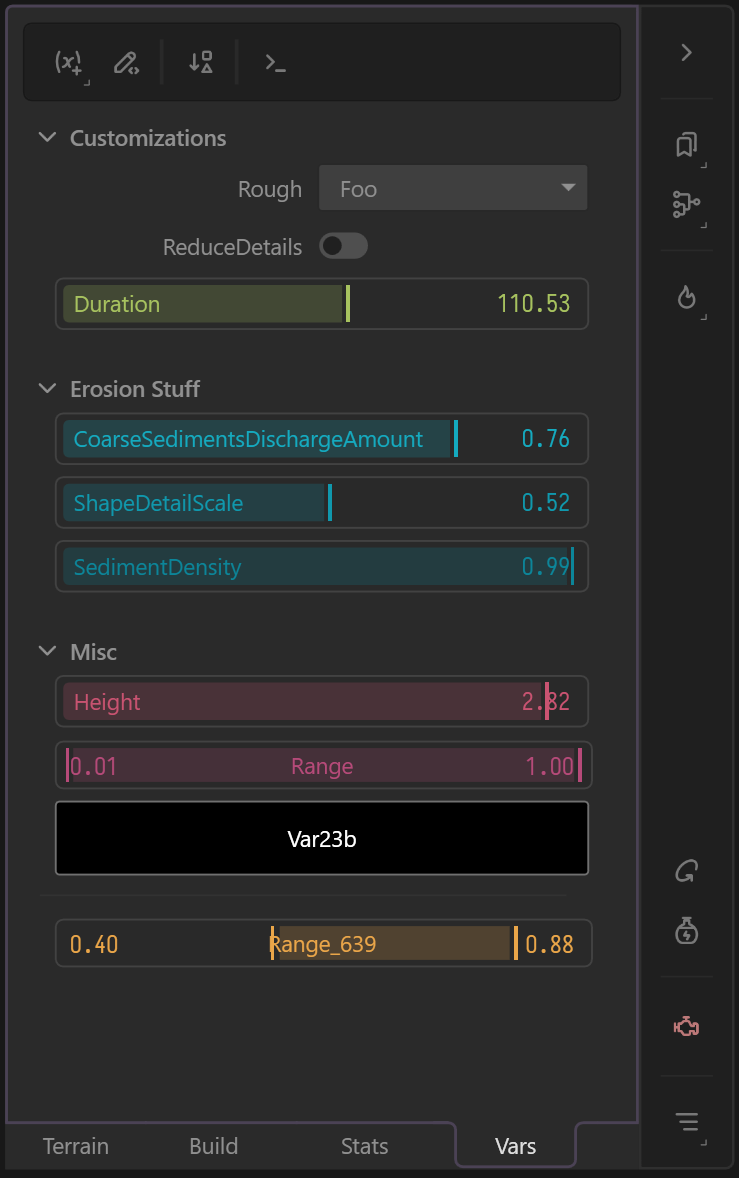 Customizations
Rough Foo
ReduceDetails
Duration 110.53
Erosion Stuff
CoarseSedimentsDischargeAmount 0.76
ShapeDetailScale 0.52
SedimentDensity 0.99
Misc
Height 2.82
0.01 Range 1.00
Var23b
0.40 Range_639 0.88
Terrain Build Stats Vars